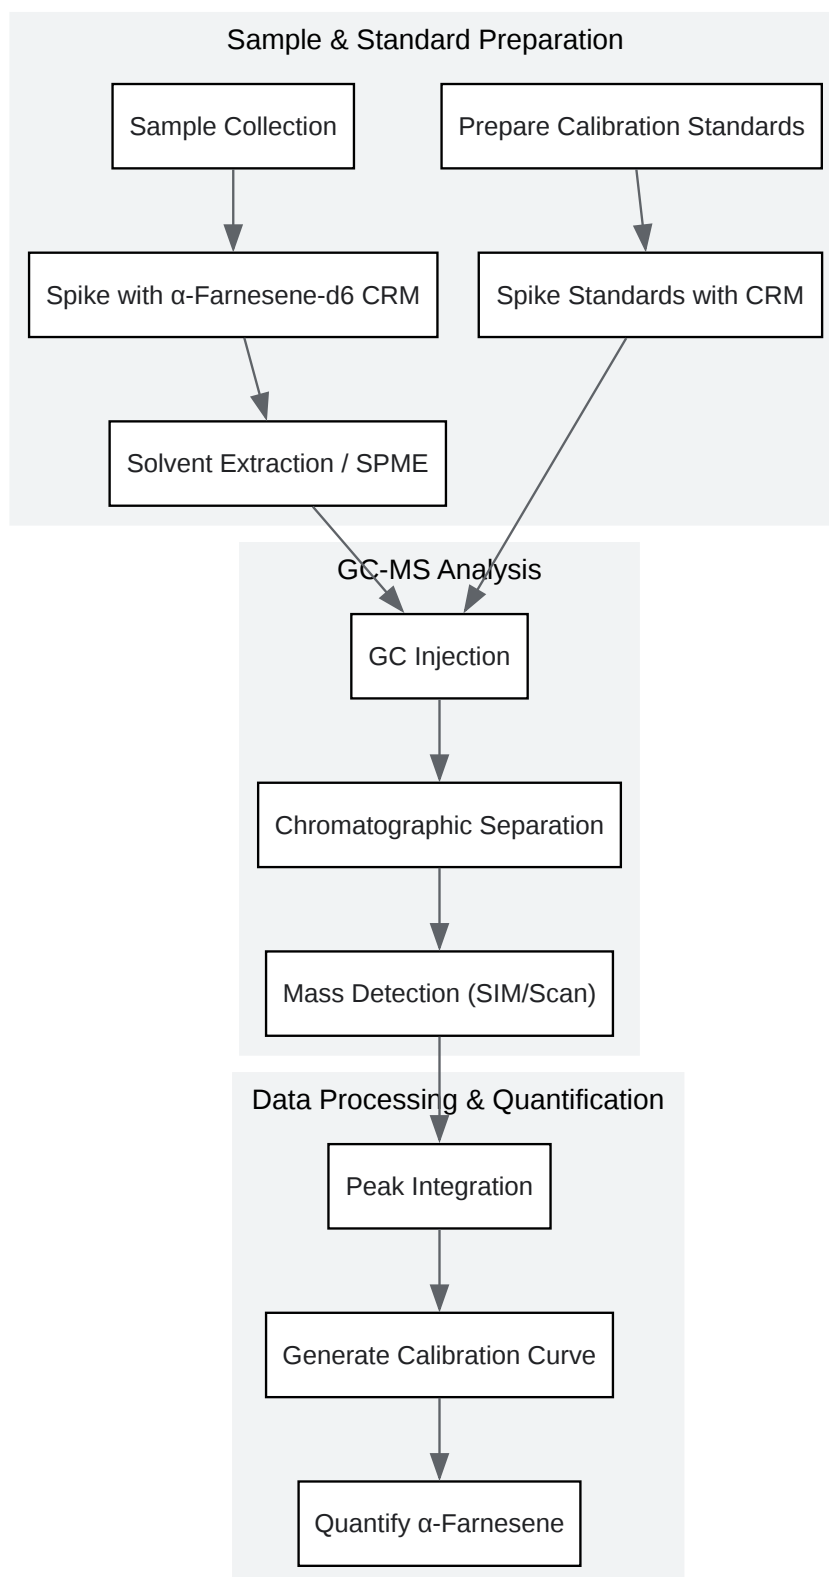 Sample & Standard Preparation
Sample Collection
Prepare Calibration Standards
Spike with α-Farnesene-d6 CRM
Spike Standards with CRM
Solvent Extraction / SPME
GC-MS Analysis
GC Injection
Chromatographic Separation
Mass Detection (SIM/Scan)
Data Processing & Quantification
Peak Integration
Generate Calibration Curve
Quantify α-Farnesene